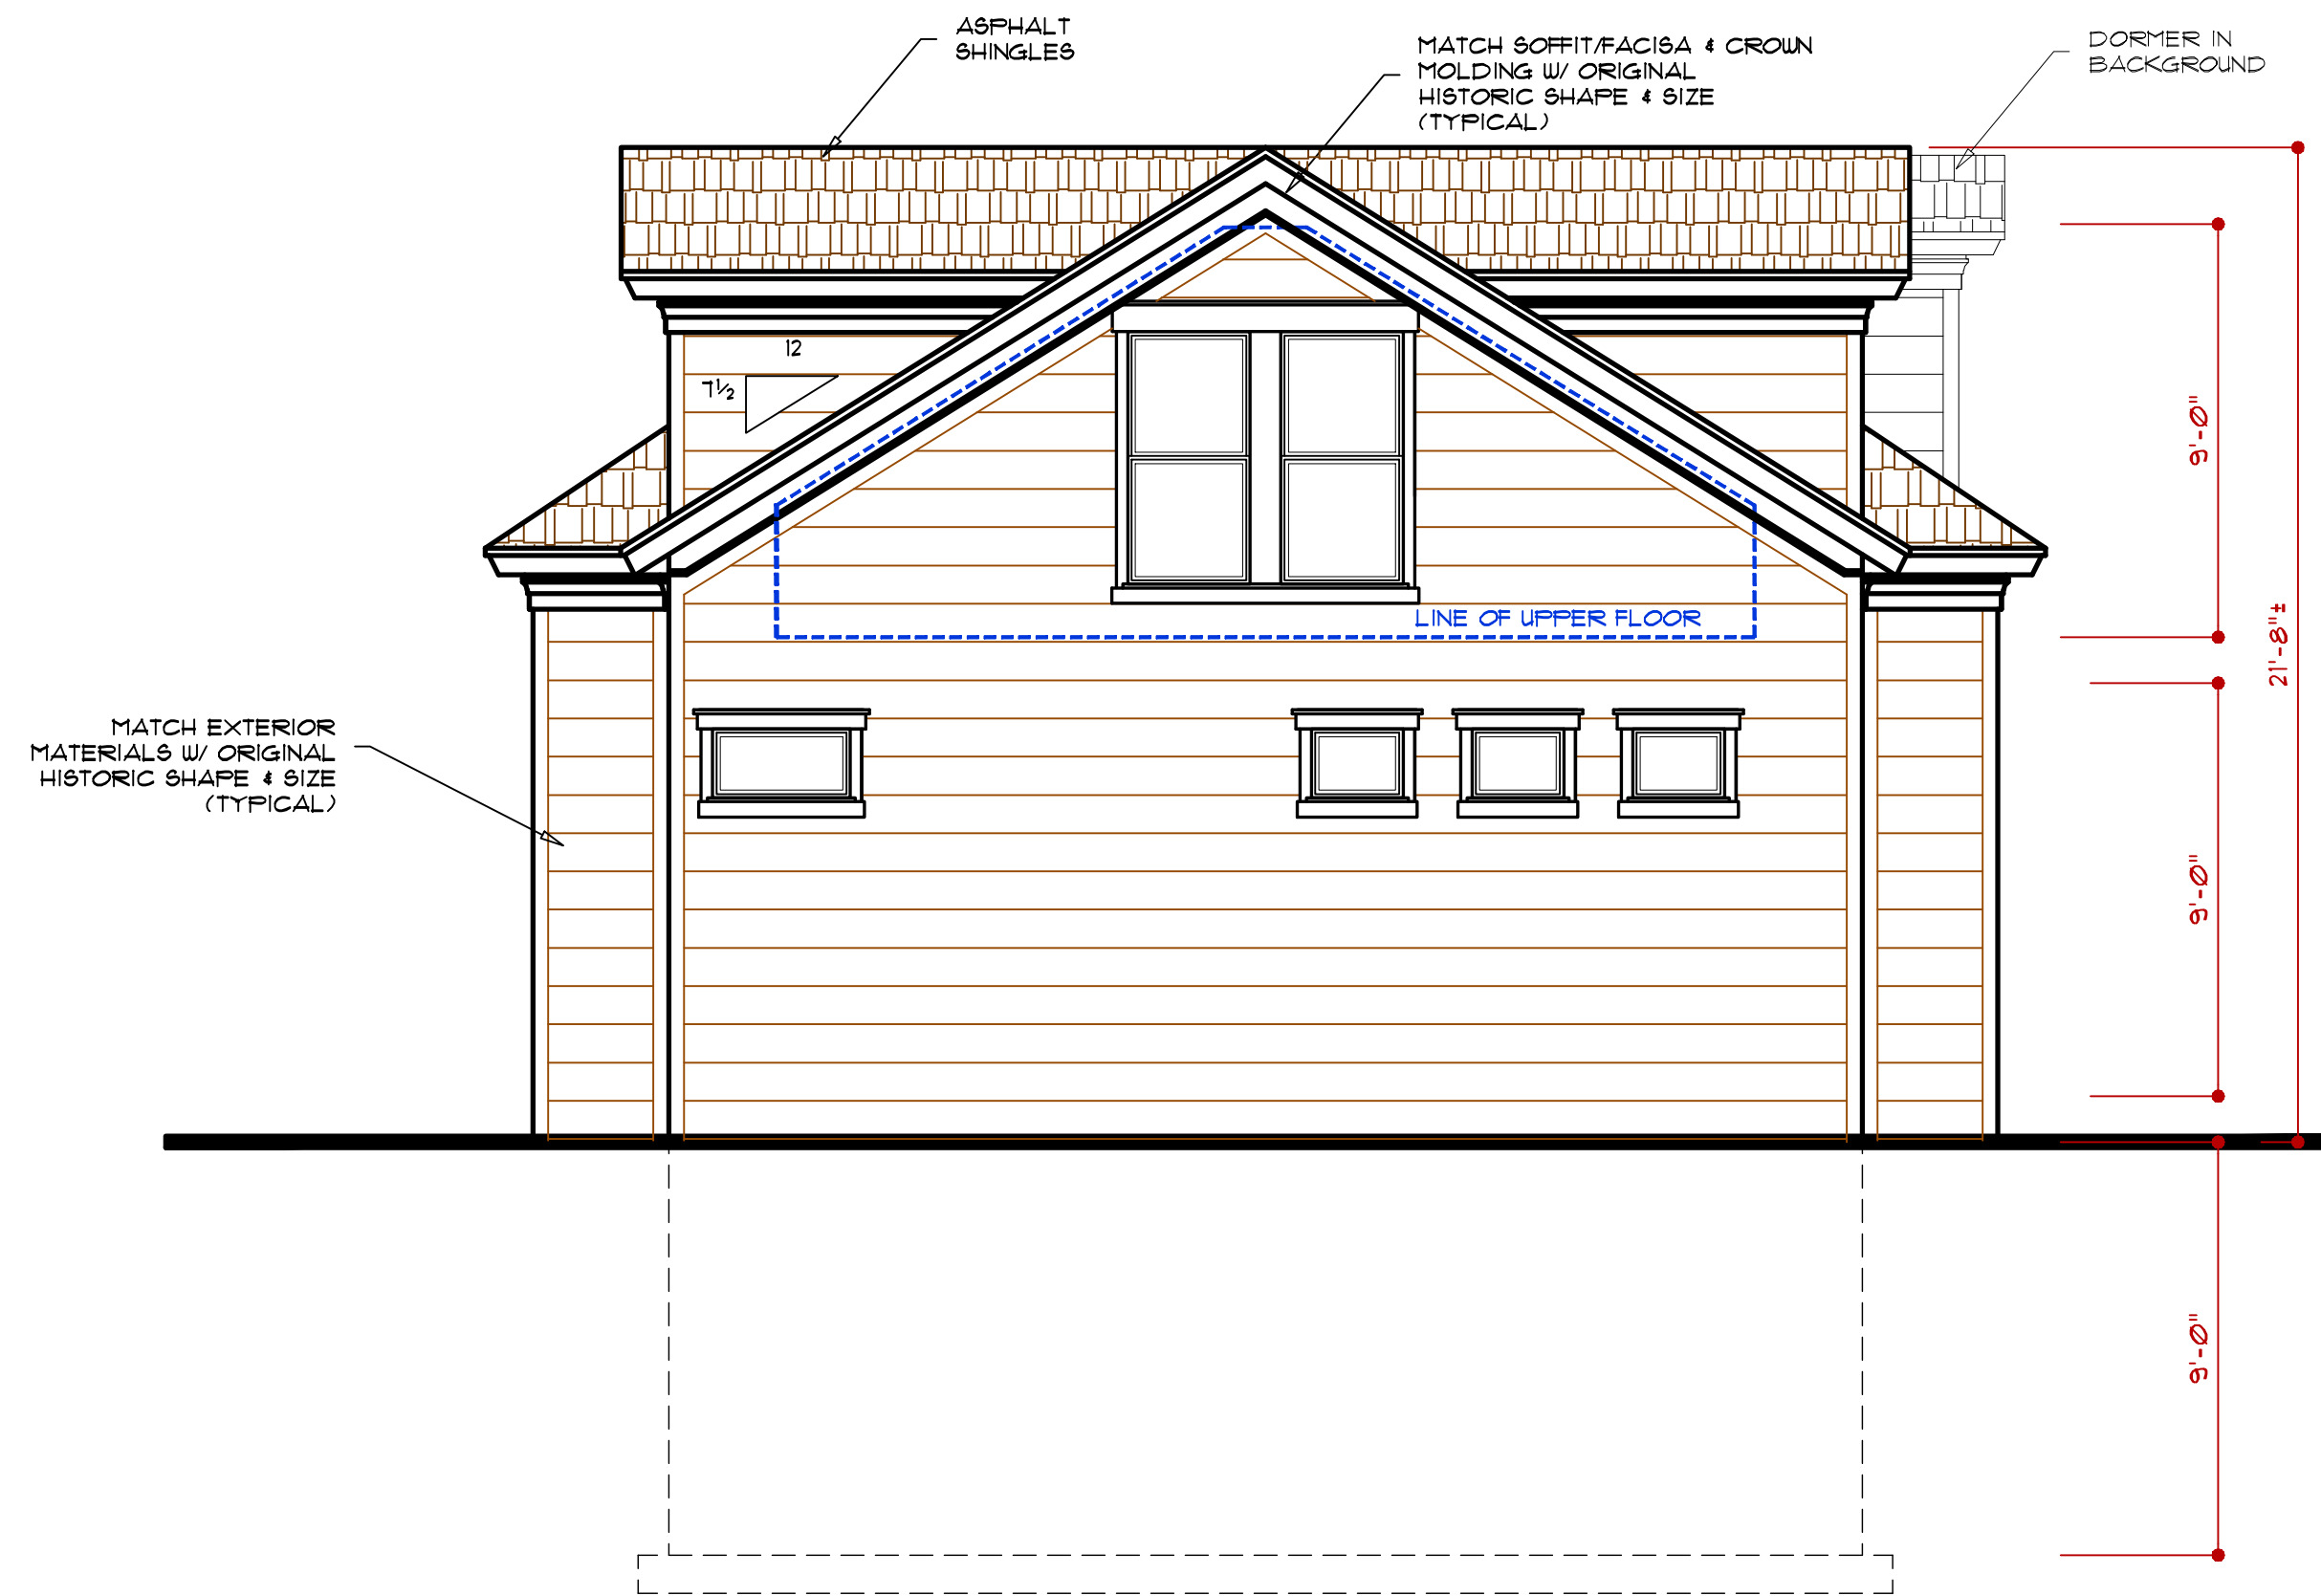 ASPHALT
SHINGLES
MATCH SOFFIT/FACISA & CROWN
MOLDING W/ ORIGINAL
HISTORIC SHAPE & SIZE
(TYPICAL)
DORMER IN
BACKGROUND
12
7½
9'-0"
21'-8"±
LINE OF UPPER FLOOR
MATCH EXTERIOR
MATERIALS W/ ORIGINAL
HISTORIC SHAPE & SIZE
(TYPICAL)
9'-0"
9'-0"